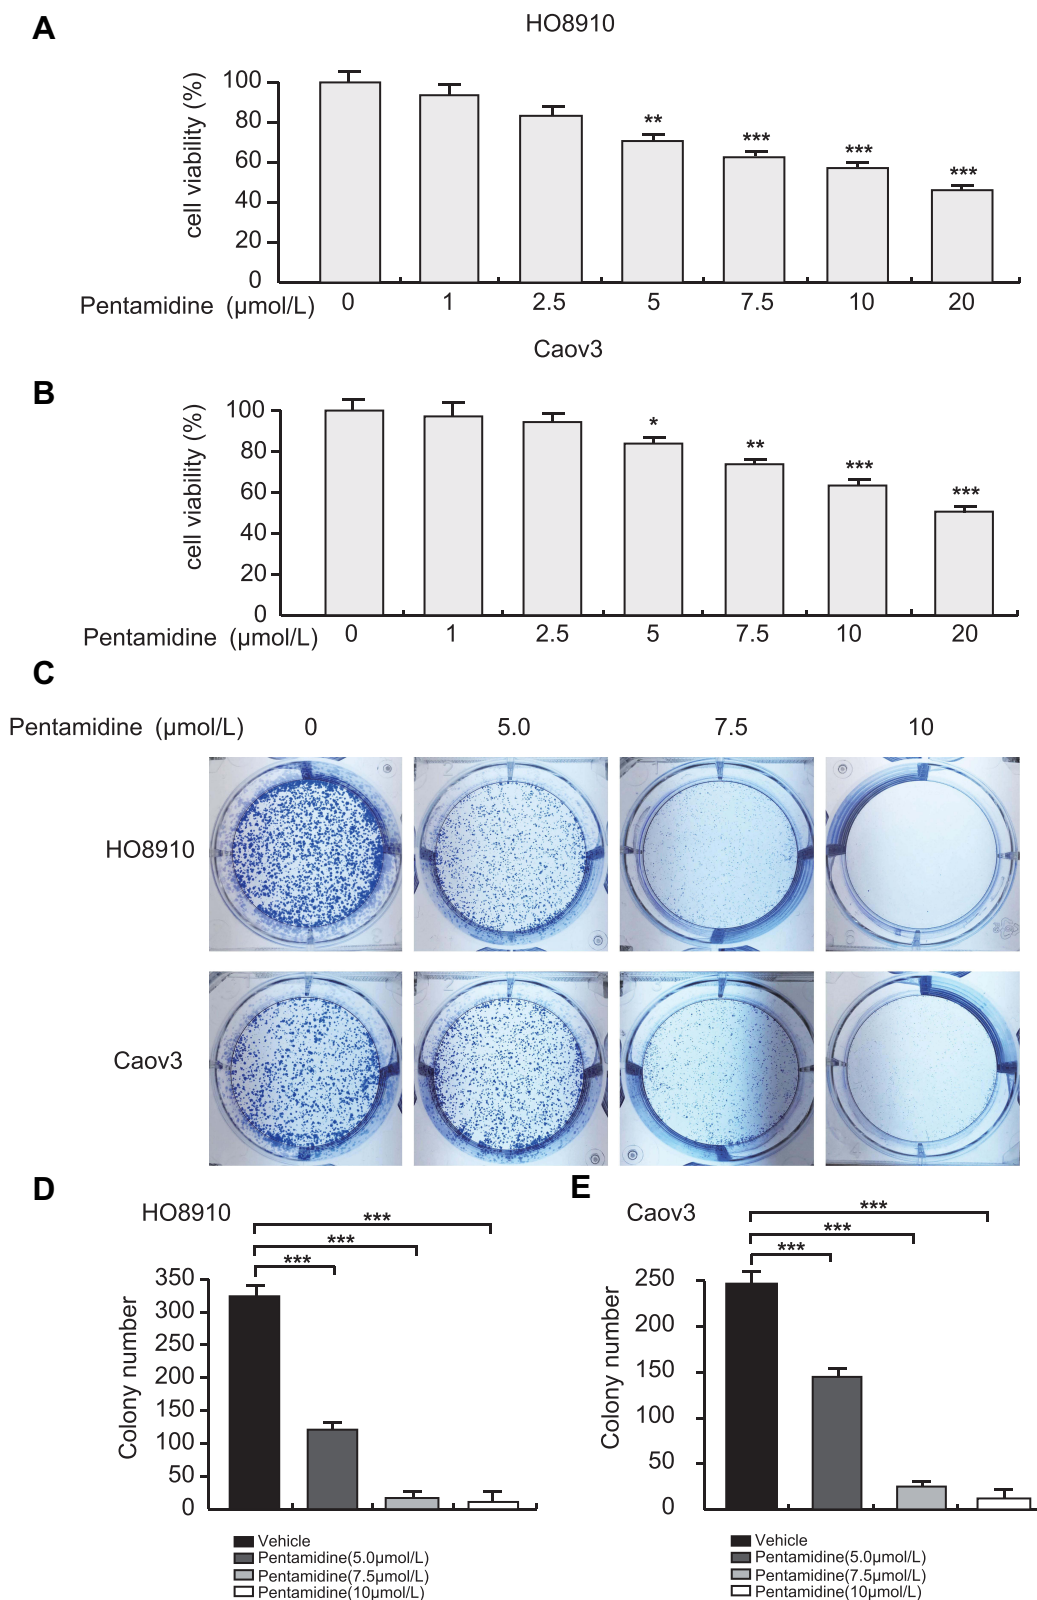 A
HO8910
cell viability (%)
100
80
60
40
20
0
**
***
***
***
Pentamidine (µmol/L) 0 1 2.5 5 7.5 10 20
Caov3
B
cell viability (%)
100
80
60
40
20
0
*
**
***
***
Pentamidine (µmol/L) 0 1 2.5 5 7.5 10 20
C
Pentamidine (µmol/L) 0 5.0 7.5 10
HO8910
Caov3
D
HO8910
***
***
***
Colony number
350
300
250
200
150
100
50
0
Vehicle
Pentamidine(5.0µmol/L)
Pentamidine(7.5µmol/L)
Pentamidine(10µmol/L)
E
Caov3
***
***
***
Colony number
250
200
150
100
50
0
Vehicle
Pentamidine(5.0µmol/L)
Pentamidine(7.5µmol/L)
Pentamidine(10µmol/L)